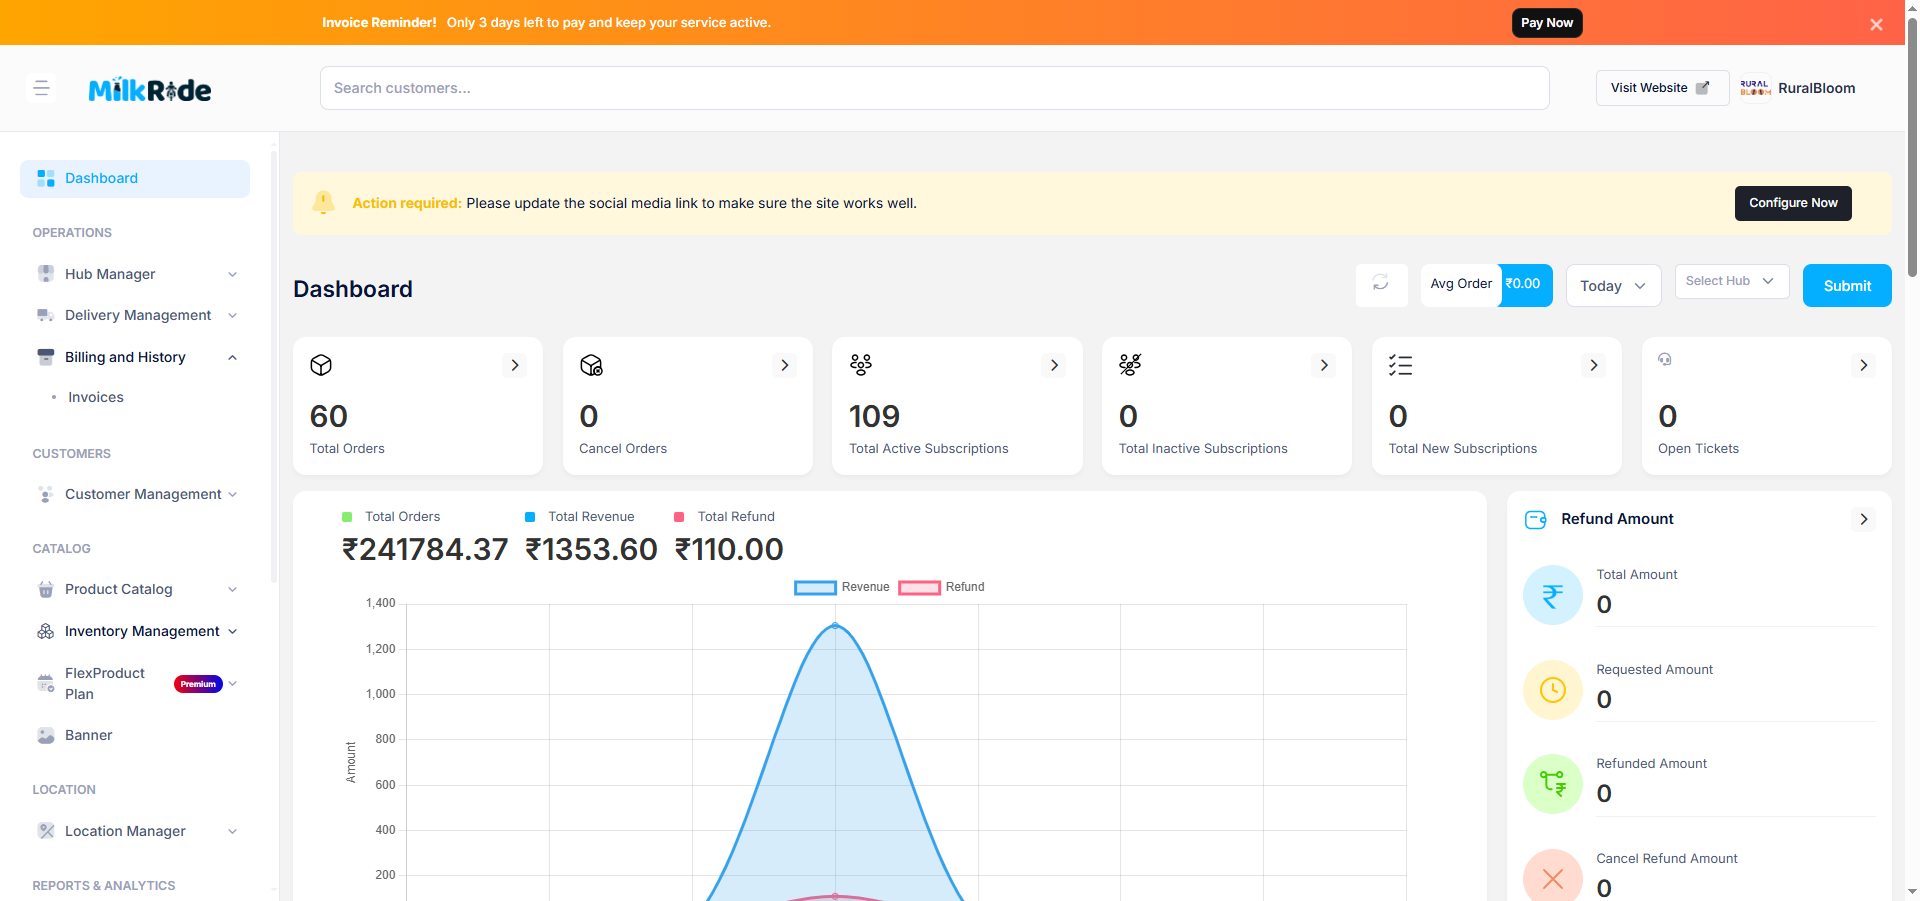 Invoice Reminder! Only 3 days left to pay and keep your service active.
Pay Now
MilkRide
Search customers...
Visit Website
RURAL BLOOM
RuralBloom
Dashboard
OPERATIONS
Hub Manager
Delivery Management
Billing and History
Invoices
CUSTOMERS
Customer Management
CATALOG
Product Catalog
Inventory Management
FlexProduct Plan
Premium
Banner
LOCATION
Location Manager
REPORTS & ANALYTICS
Action required: Please update the social media link to make sure the site works well.
Configure Now
Dashboard
Avg Order ₹0.00
Today
Select Hub
Submit
60
Total Orders
0
Cancel Orders
109
Total Active Subscriptions
0
Total Inactive Subscriptions
0
Total New Subscriptions
0
Open Tickets
Total Orders
₹241784.37
Total Revenue
₹1353.60
Total Refund
₹110.00
Revenue
Refund
1,400
1,200
1,000
800
600
400
200
Amount
Refund Amount
Total Amount
0
Requested Amount
0
Refunded Amount
0
Cancel Refund Amount
0